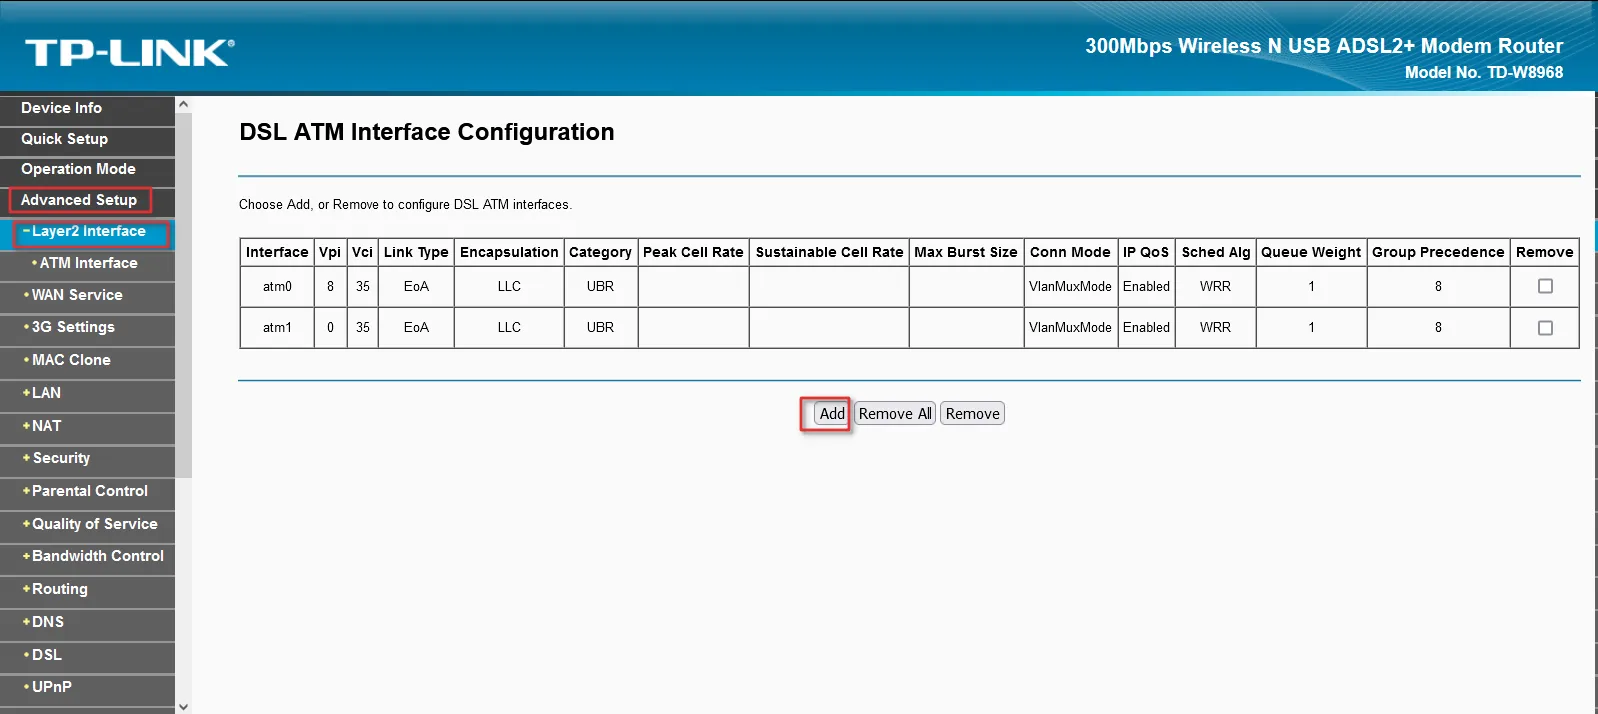 TP-LINK®
300Mbps Wireless N USB ADSL2+ Modem Router
Model No. TD-W8968
Device Info
Quick Setup
Operation Mode
Advanced Setup
-Layer2 Interface
•ATM Interface
•WAN Service
•3G Settings
•MAC Clone
+LAN
+NAT
+Security
+Parental Control
+Quality of Service
+Bandwidth Control
+Routing
+DNS
•DSL
•UPnP
DSL ATM Interface Configuration
Choose Add, or Remove to configure DSL ATM interfaces.
Interface Vpi Vci Link Type Encapsulation Category Peak Cell Rate Sustainable Cell Rate Max Burst Size Conn Mode IP QoS Sched Alg Queue Weight Group Precedence Remove
atm0 8 35 EoA LLC UBR VlanMuxMode Enabled WRR 1 8
atm1 0 35 EoA LLC UBR VlanMuxMode Enabled WRR 1 8
Add Remove All Remove